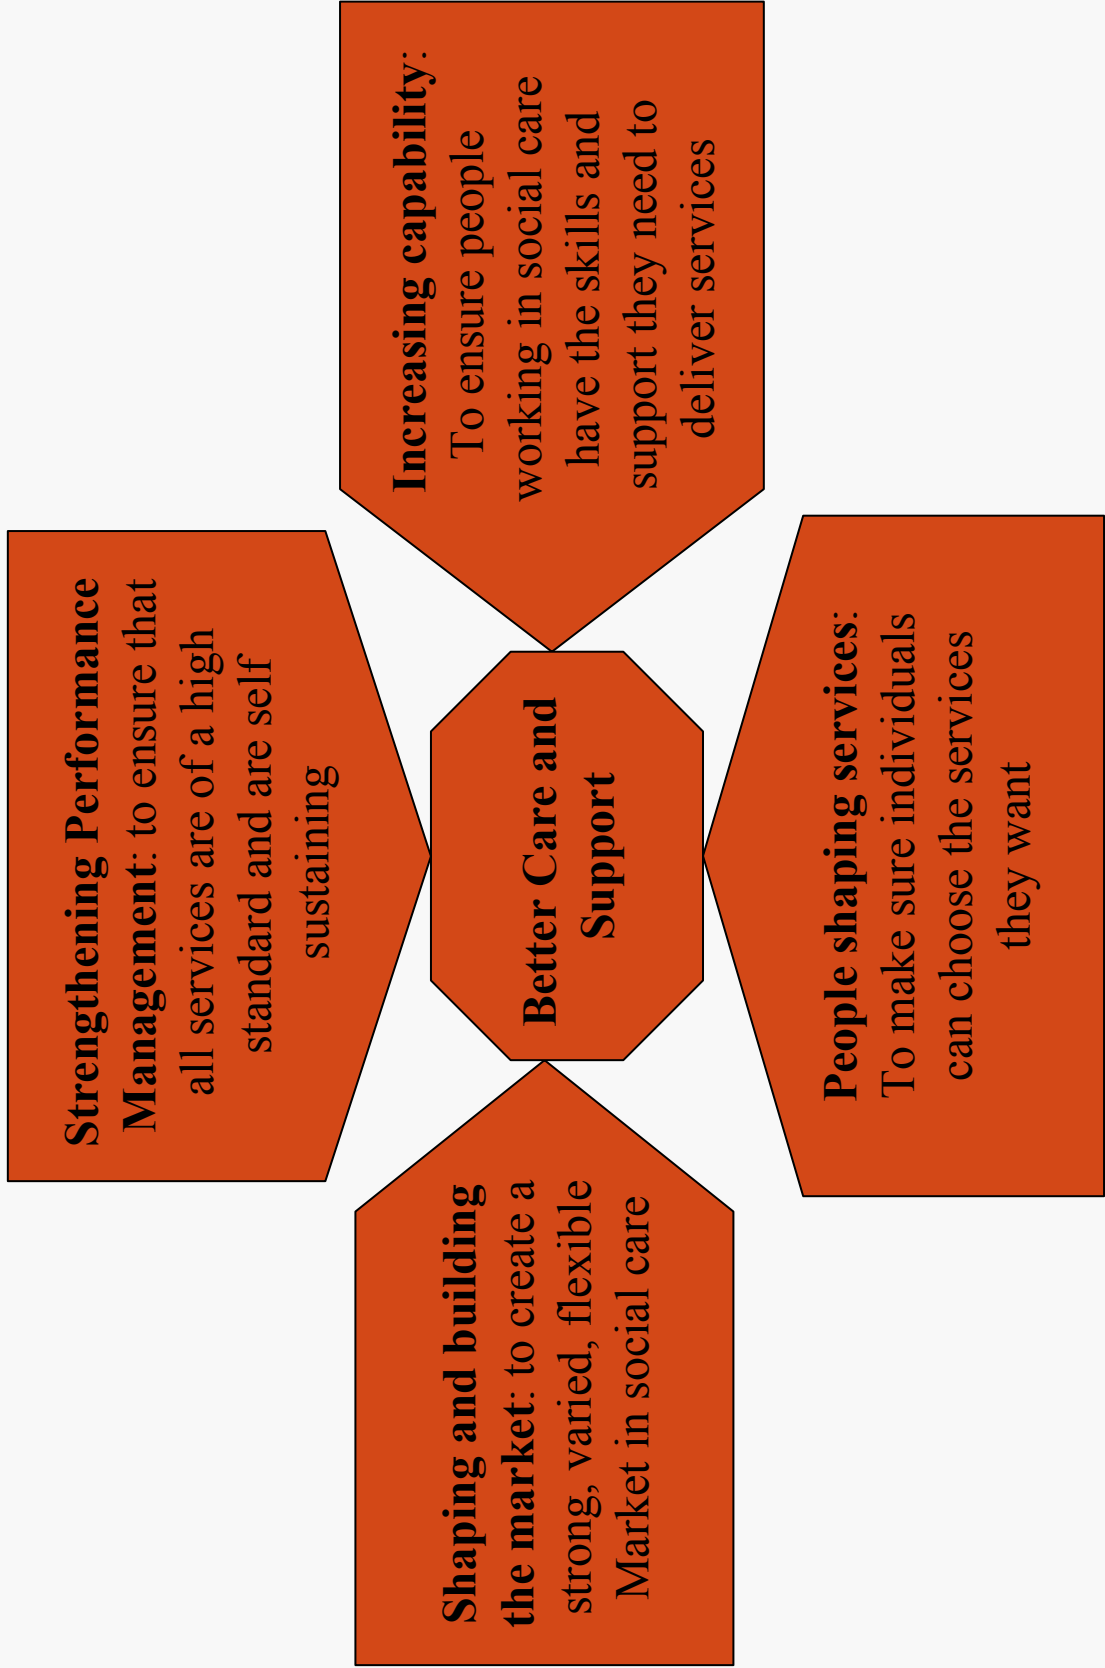 Strengthening Performance
Management: to ensure that
all services are of a high
standard and are self
sustaining
Shaping and building
the market: to create a
strong, varied, flexible
Market in social care
Better Care and
Support
Increasing capability:
To ensure people
working in social care
have the skills and
support they need to
deliver services
People shaping services:
To make sure individuals
can choose the services
they want